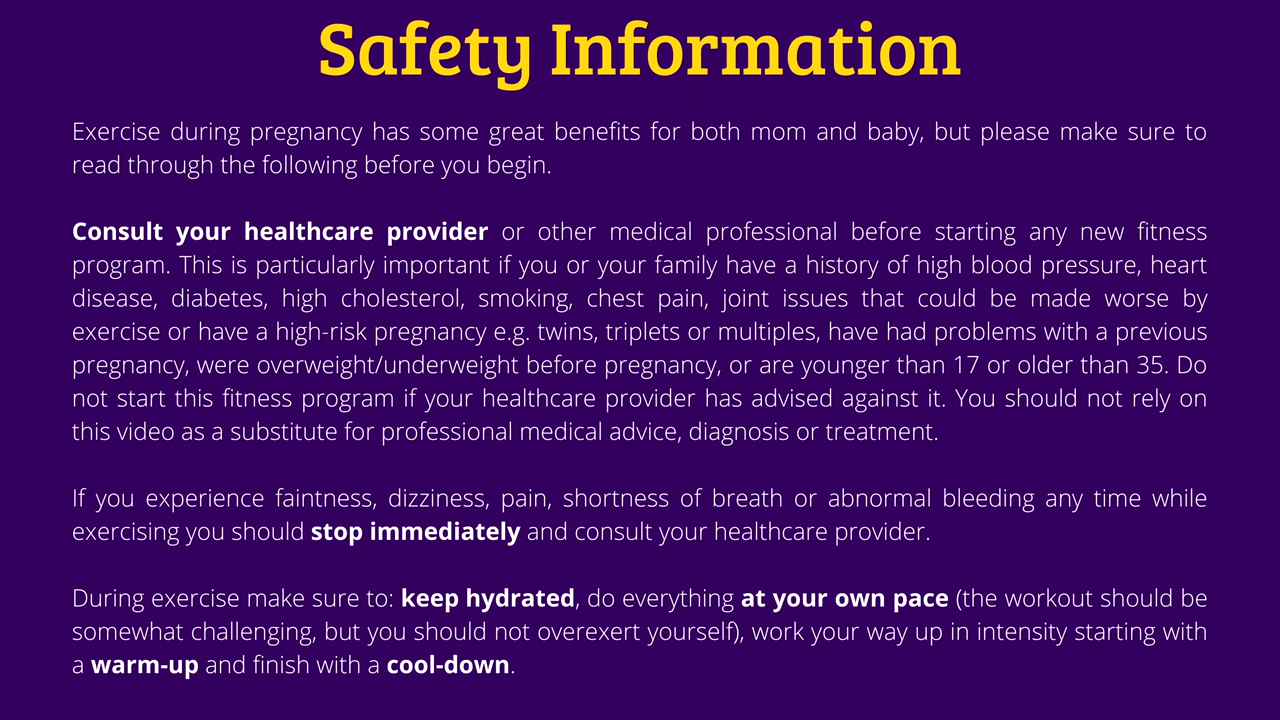 Safety Information
Exercise during pregnancy has some great benefits for both mom and baby, but please make sure to
read through the following before you begin.
Consult your healthcare provider or other medical professional before starting any new fitness
program. This is particularly important if you or your family have a history of high blood pressure, heart
disease, diabetes, high cholesterol, smoking, chest pain, joint issues that could be made worse by
exercise or have a high-risk pregnancy e.g. twins, triplets or multiples, have had problems with a previous
pregnancy, were overweight/underweight before pregnancy, or are younger than 17 or older than 35. Do
not start this fitness program if your healthcare provider has advised against it. You should not rely on
this video as a substitute for professional medical advice, diagnosis or treatment.
If you experience faintness, dizziness, pain, shortness of breath or abnormal bleeding any time while
exercising you should stop immediately and consult your healthcare provider.
During exercise make sure to: keep hydrated, do everything at your own pace (the workout should be
somewhat challenging, but you should not overexert yourself), work your way up in intensity starting with
a warm-up and finish with a cool-down.